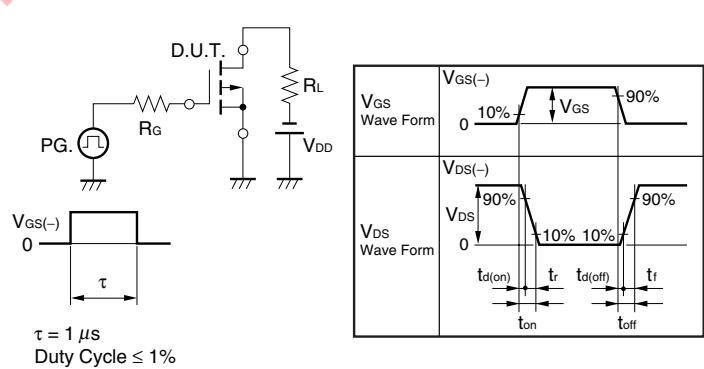 D.U.T.
RL
RG
PG.
VDD
VGS(−)
0
τ
τ = 1 μs
Duty Cycle ≤ 1%
VGS
Wave Form
VGS(−)
10%
0
VGS
90%
VDS
Wave Form
VDS(−)
VDS
90%
0
10% 10%
90%
td(on) tr td(off) tf
ton toff